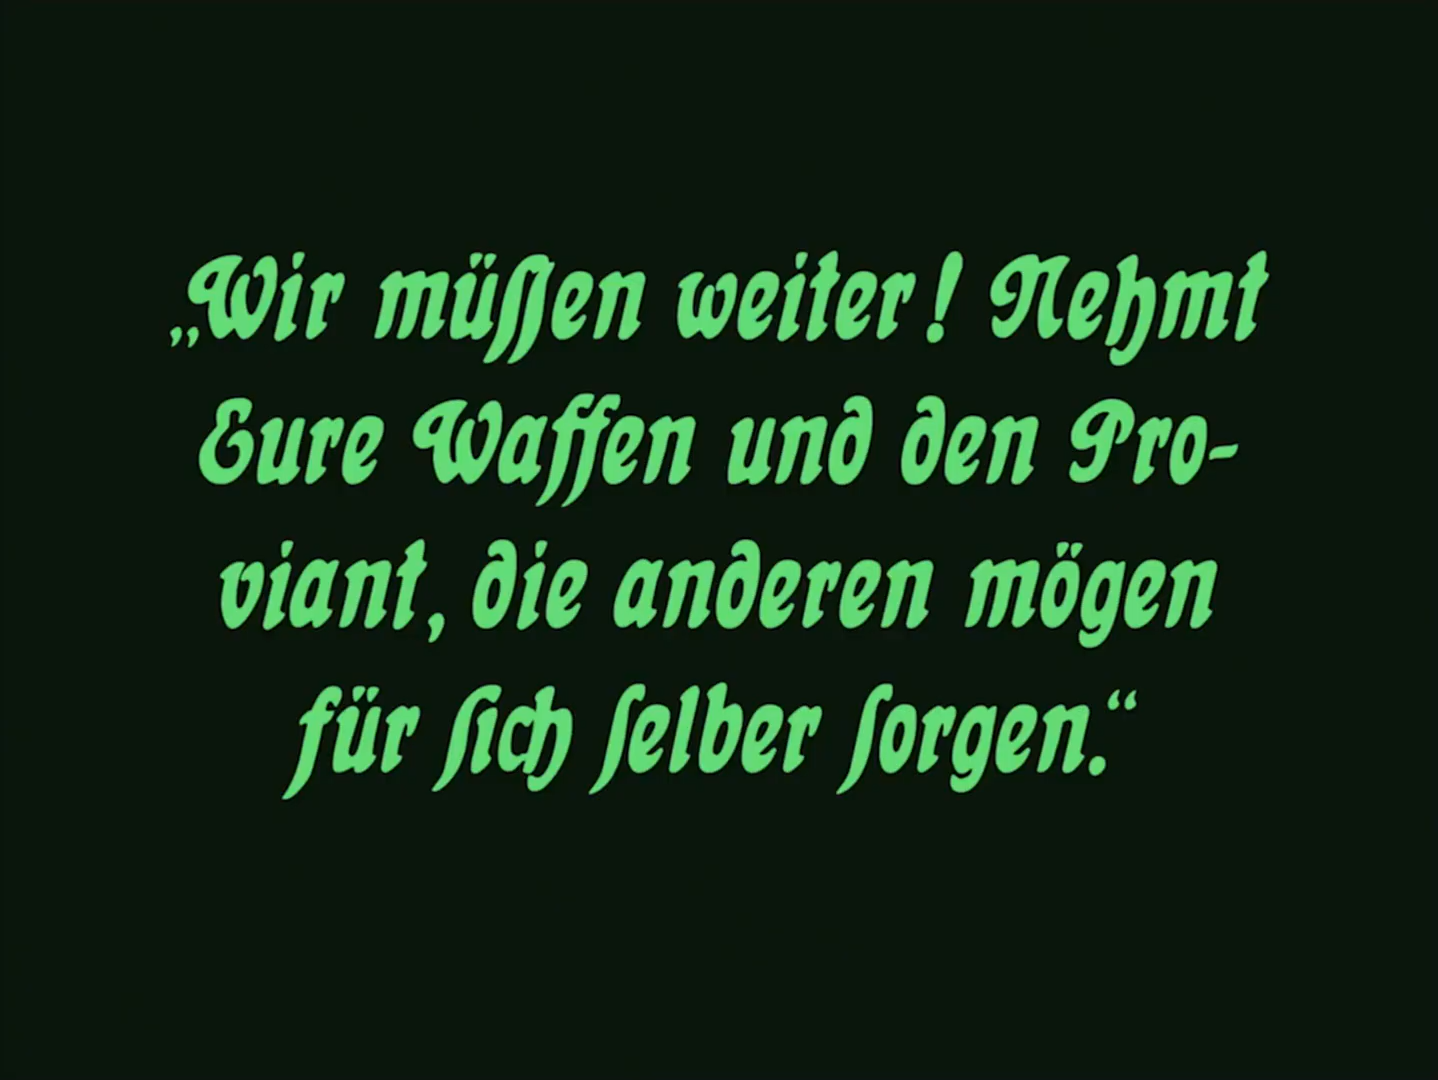 „Wir müſſen weiter! Nehmt
Eure Waffen und den Pro-
viant, die anderen mögen
für ſich ſelber ſorgen.“